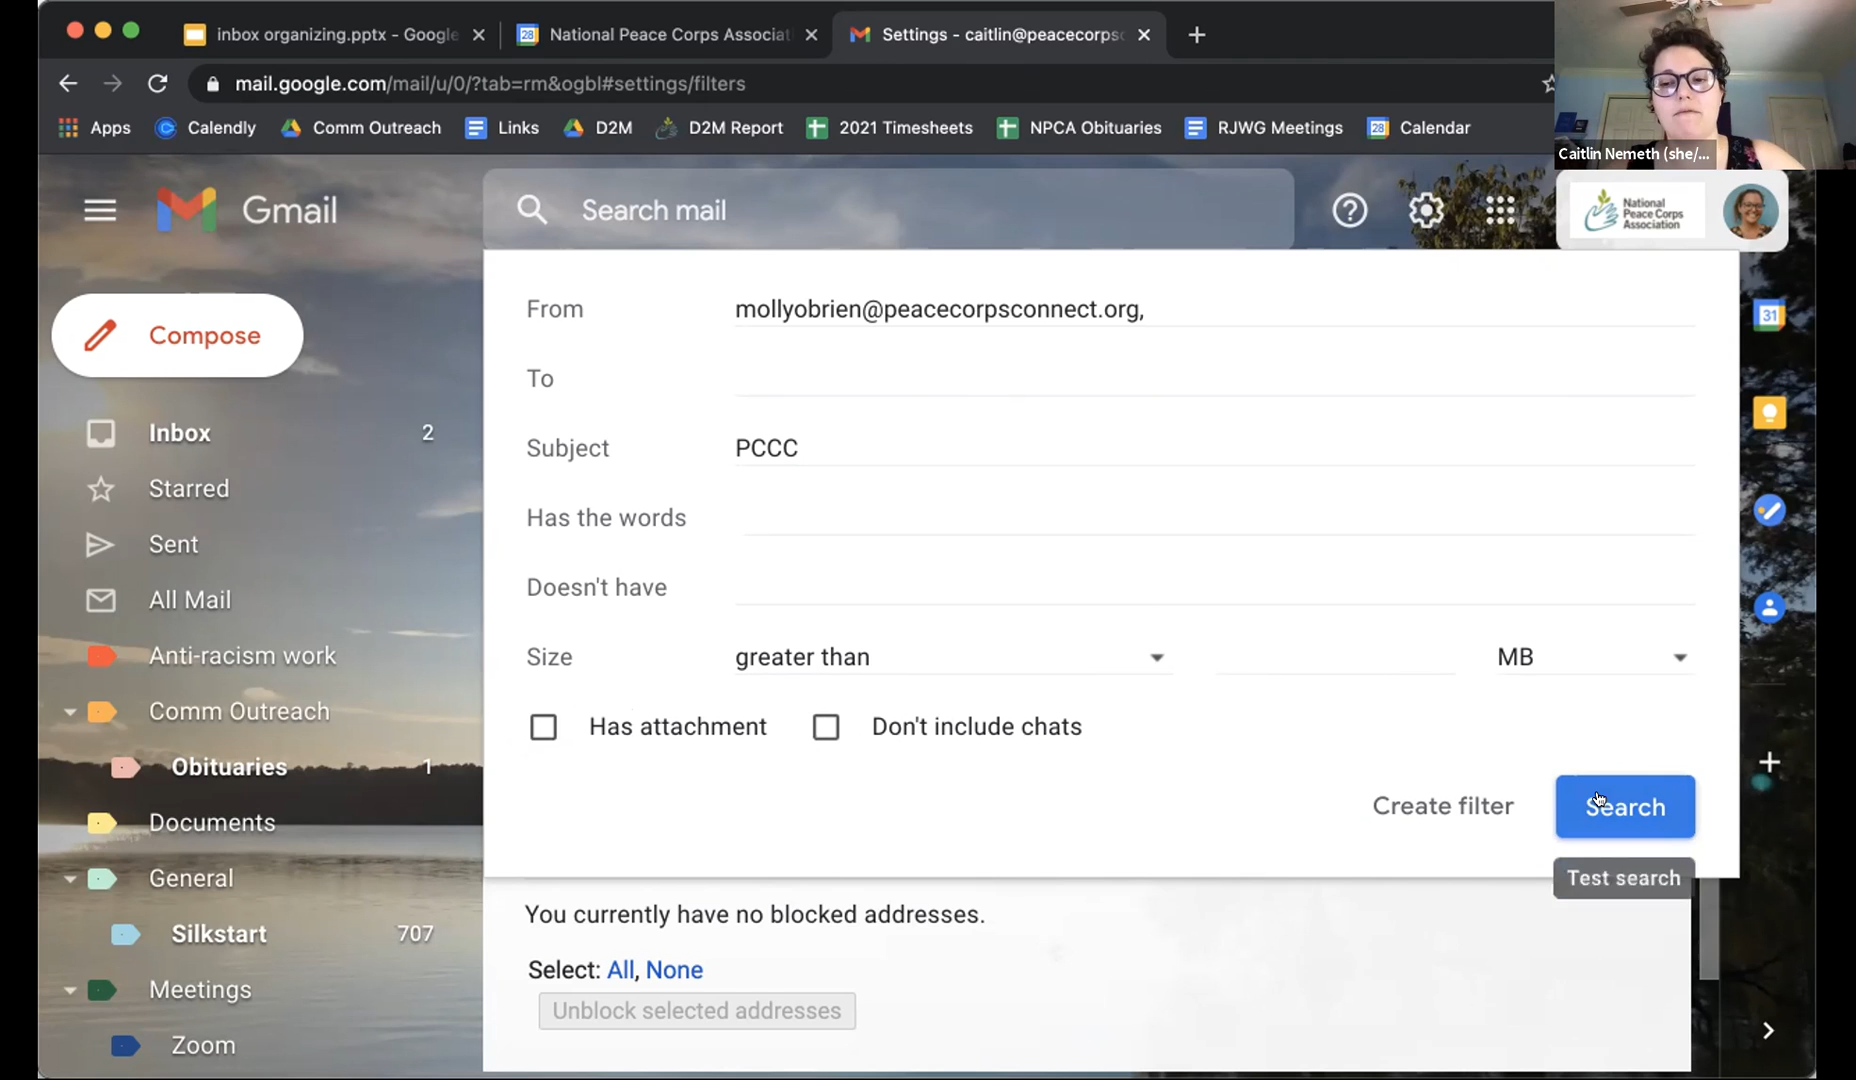 inbox organizing.pptx - Google
National Peace Corps Associat
Settings - caitlin@peacecorpsc
mail.google.com/mail/u/0/?tab=rm&ogbl#settings/filters
Apps
Calendly
Comm Outreach
Links
D2M
D2M Report
2021 Timesheets
NPCA Obituaries
RJWG Meetings
28
Calendar
Caitlin Nemeth (she/...
Gmail
Search mail
National
Peace Corps
Association
Compose
Inbox 2
Starred
Sent
All Mail
Anti-racism work
Comm Outreach
Obituaries 1
Documents
General
Silkstart 707
Meetings
Zoom
From mollyobrien@peacecorpsconnect.org,
To
Subject PCCC
Has the words
Doesn't have
Size greater than MB
Has attachment Don't include chats
Create filter Search
Test search
You currently have no blocked addresses.
Select: All, None
Unblock selected addresses
31